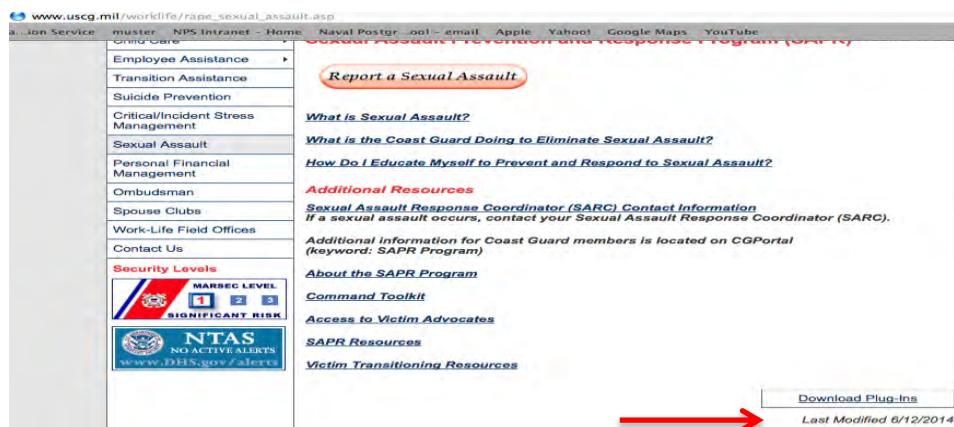 www.uscg.mil/worklife/rape_sexual_assault.asp
a...ion Service muster NPS Intranet - Home Naval Postgr...ool - email Apple Yahoo! Google Maps YouTube
Child Care
Sexual Assault Prevention and Response Program (SAPR)
Employee Assistance
Transition Assistance
Suicide Prevention
Critical/Incident Stress
Management
Sexual Assault
Personal Financial
Management
Ombudsman
Spouse Clubs
Work-Life Field Offices
Contact Us
Security Levels
MARSEC LEVEL
1 2 3
SIGNIFICANT RISK
NTAS
NO ACTIVE ALERTS
www.DHS.gov/alerts
Report a Sexual Assault
What is Sexual Assault?
What is the Coast Guard Doing to Eliminate Sexual Assault?
How Do I Educate Myself to Prevent and Respond to Sexual Assault?
Additional Resources
Sexual Assault Response Coordinator (SARC) Contact Information
If a sexual assault occurs, contact your Sexual Assault Response Coordinator (SARC).
Additional information for Coast Guard members is located on CGPortal
(keyword: SAPR Program)
About the SAPR Program
Command Toolkit
Access to Victim Advocates
SAPR Resources
Victim Transitioning Resources
Download Plug-Ins
Last Modified 6/12/2014